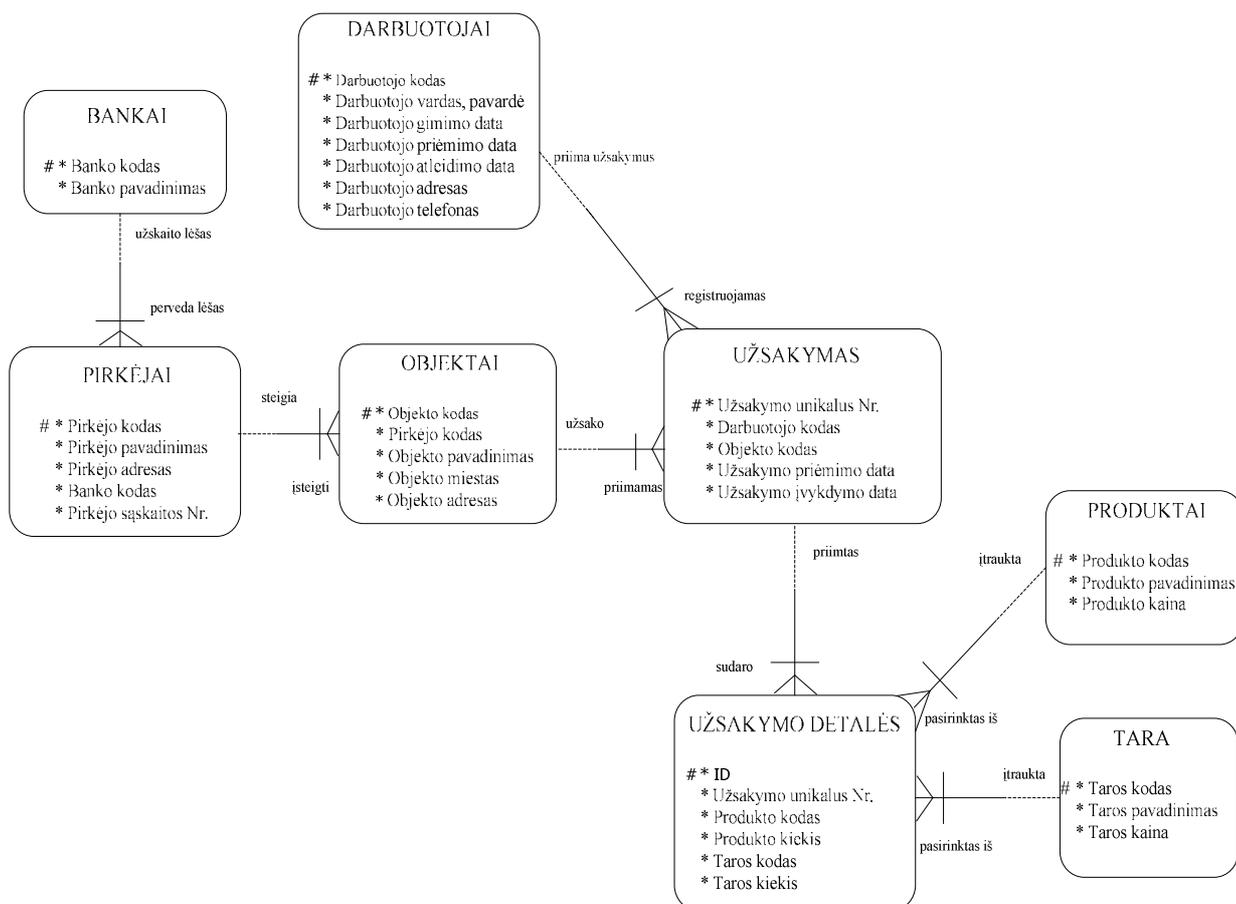 DARBUOTOJAI
# * Darbuotojo kodas
* Darbuotojo vardas, pavardė
* Darbuotojo gimimo data
* Darbuotojo priėmimo data
* Darbuotojo atleidimo data
* Darbuotojo adresas
* Darbuotojo telefonas
BANKAI
# * Banko kodas
* Banko pavadinimas
priima užsakymus
užskaito lėšas
registruojamas
perveda lėšas
PIRKĖJAI
# * Pirkėjo kodas
* Pirkėjo pavadinimas
* Pirkėjo adresas
* Banko kodas
* Pirkėjo sąskaitos Nr.
steigia
įsteigti
OBJEKTAI
# * Objekto kodas
* Pirkėjo kodas
* Objekto pavadinimas
* Objekto miestas
* Objekto adresas
užsako
priimamas
UŽSAKYMAS
# * Užsakymo unikalus Nr.
* Darbuotojo kodas
* Objekto kodas
* Užsakymo priėmimo data
* Užsakymo įvykdymo data
priimtas
sudaro
įtraukta
PRODUKTAI
# * Produkto kodas
* Produkto pavadinimas
* Produkto kaina
pasirinktas iš
UŽSAKYMO DETALĖS
# * ID
* Užsakymo unikalus Nr.
* Produkto kodas
* Produkto kiekis
* Taros kodas
* Taros kiekis
įtraukta
pasirinktas iš
TARA
# * Taros kodas
* Taros pavadinimas
* Taros kaina